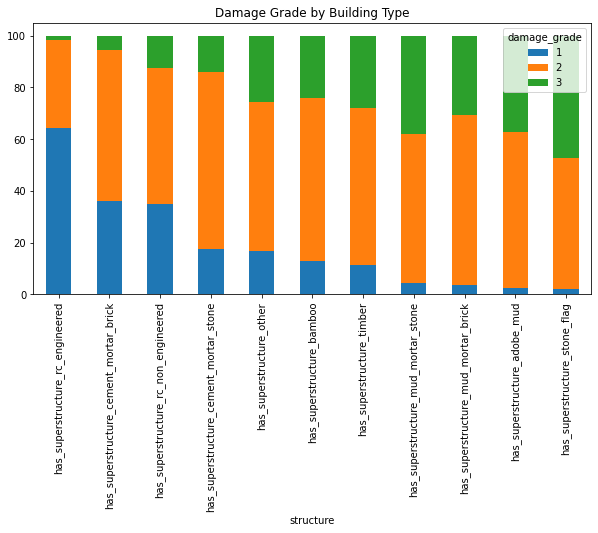 Damage Grade by Building Type
damage_grade
1
2
3
100
80
60
40
20
0
has_superstructure_rc_engineered
has_superstructure_cement_mortar_brick
has_superstructure_rc_non_engineered
has_superstructure_cement_mortar_stone
has_superstructure_other
has_superstructure_bamboo
has_superstructure_timber
has_superstructure_mud_mortar_stone
has_superstructure_mud_mortar_brick
has_superstructure_adobe_mud
has_superstructure_stone_flag
structure